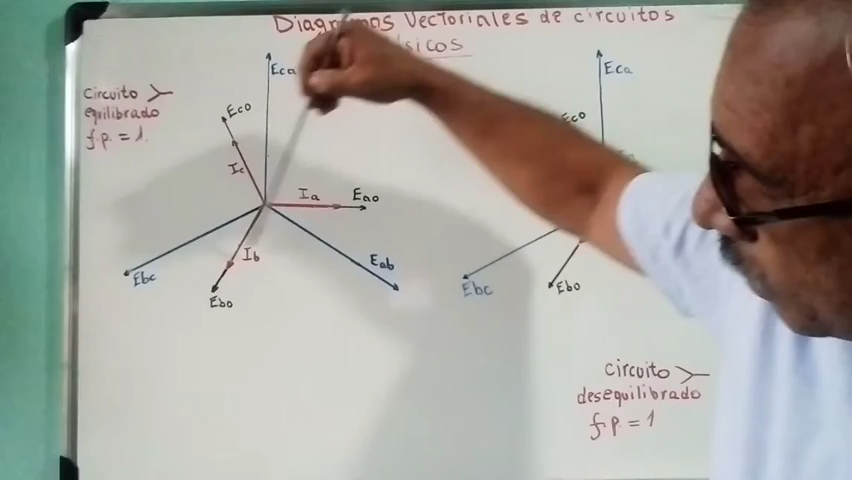 Diagramas Vectoriales de circuitos
sicos
Circuito
equilibrado
f.p. = 1.
Eca
Eco
Ic
Ia
Eao
Ib
Ebc
Ebo
Eab
Eca
Eco
Ebc
Ebo
circuito
desequilibrado
f.p. = 1